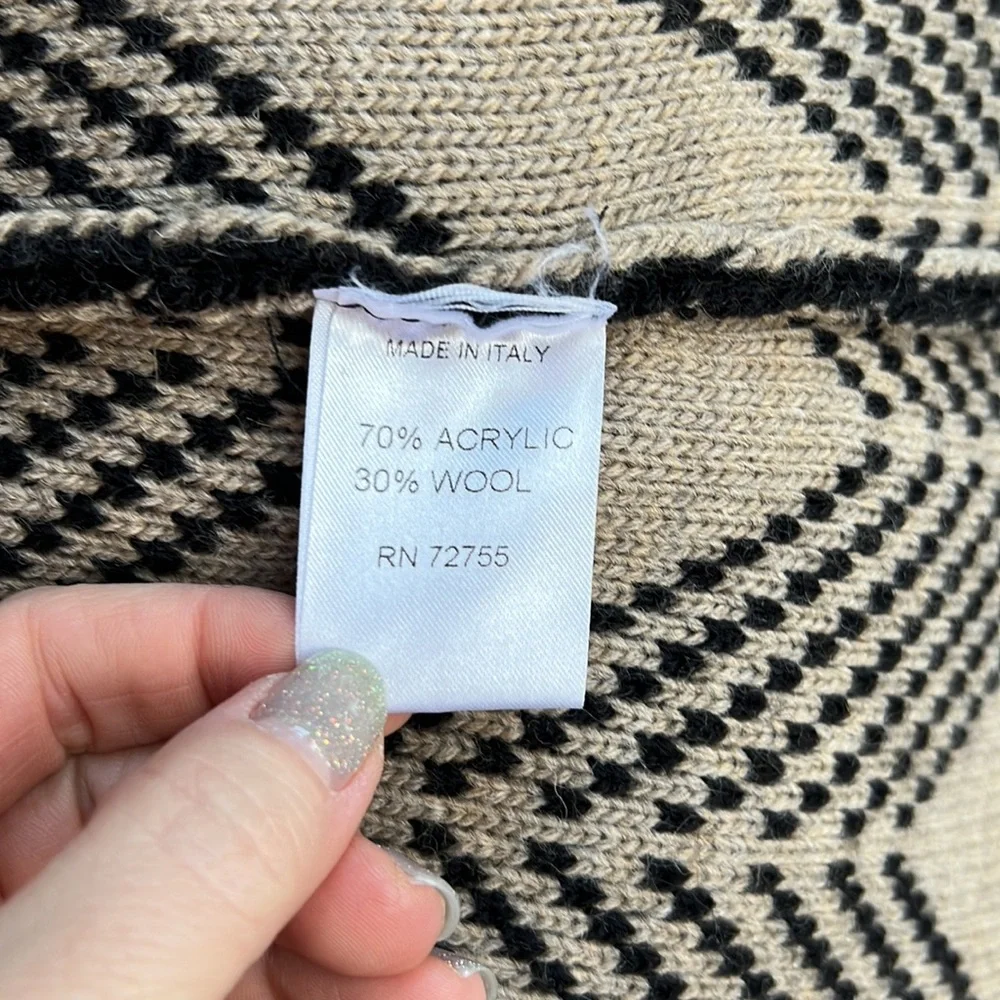 MADE IN ITALY
70% ACRYLIC
30% WOOL
RN 72755